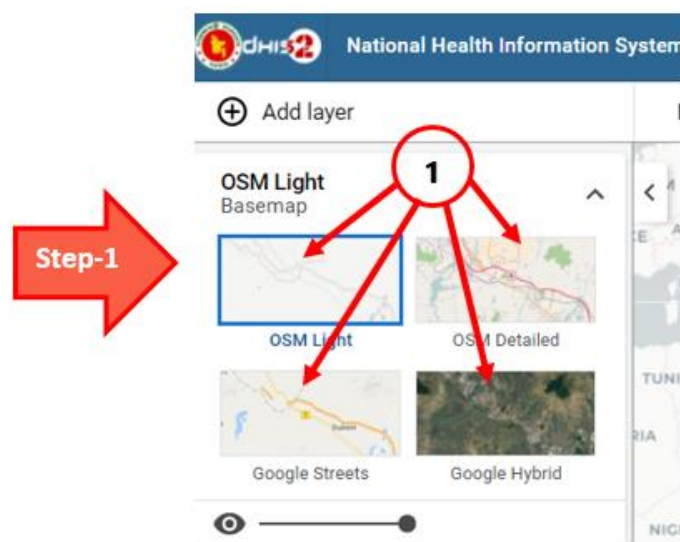 DHIS2 National Health Information System
Add layer
1
OSM Light
Basemap
Step-1
OSM Light
OSM Detailed
Google Streets
Google Hybrid
TUNI
RIA
NIG